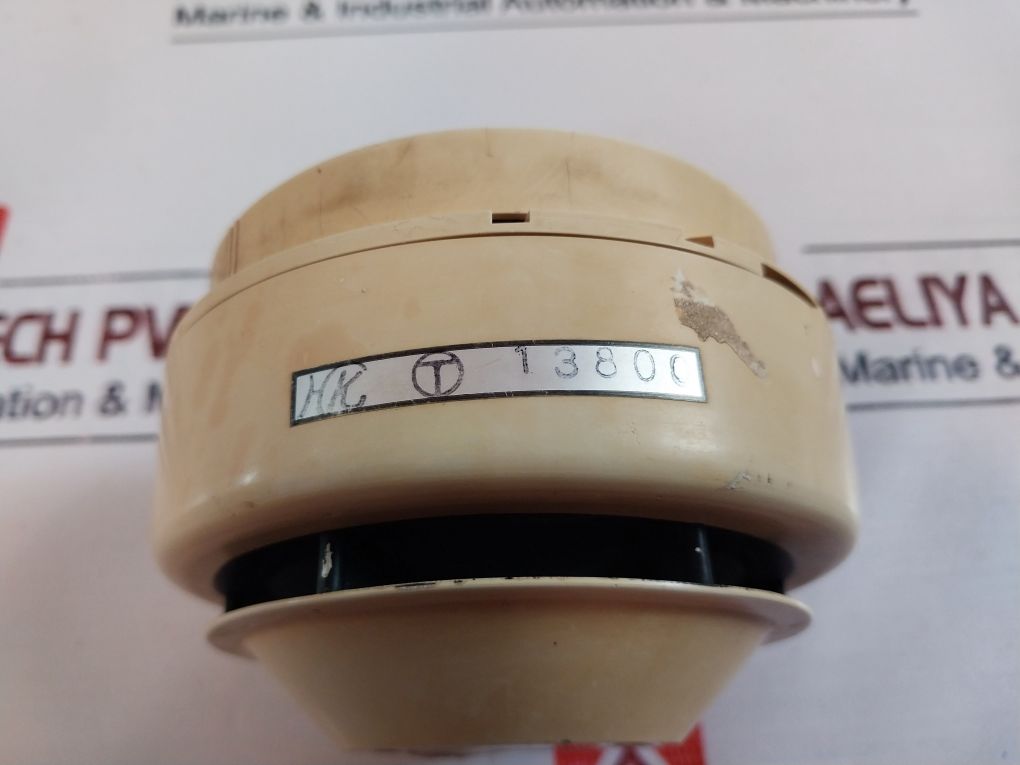 Marine & Industrial Automation & Machinery
ECH PV
AELIYA
ation &
Marine &
HK T 1380